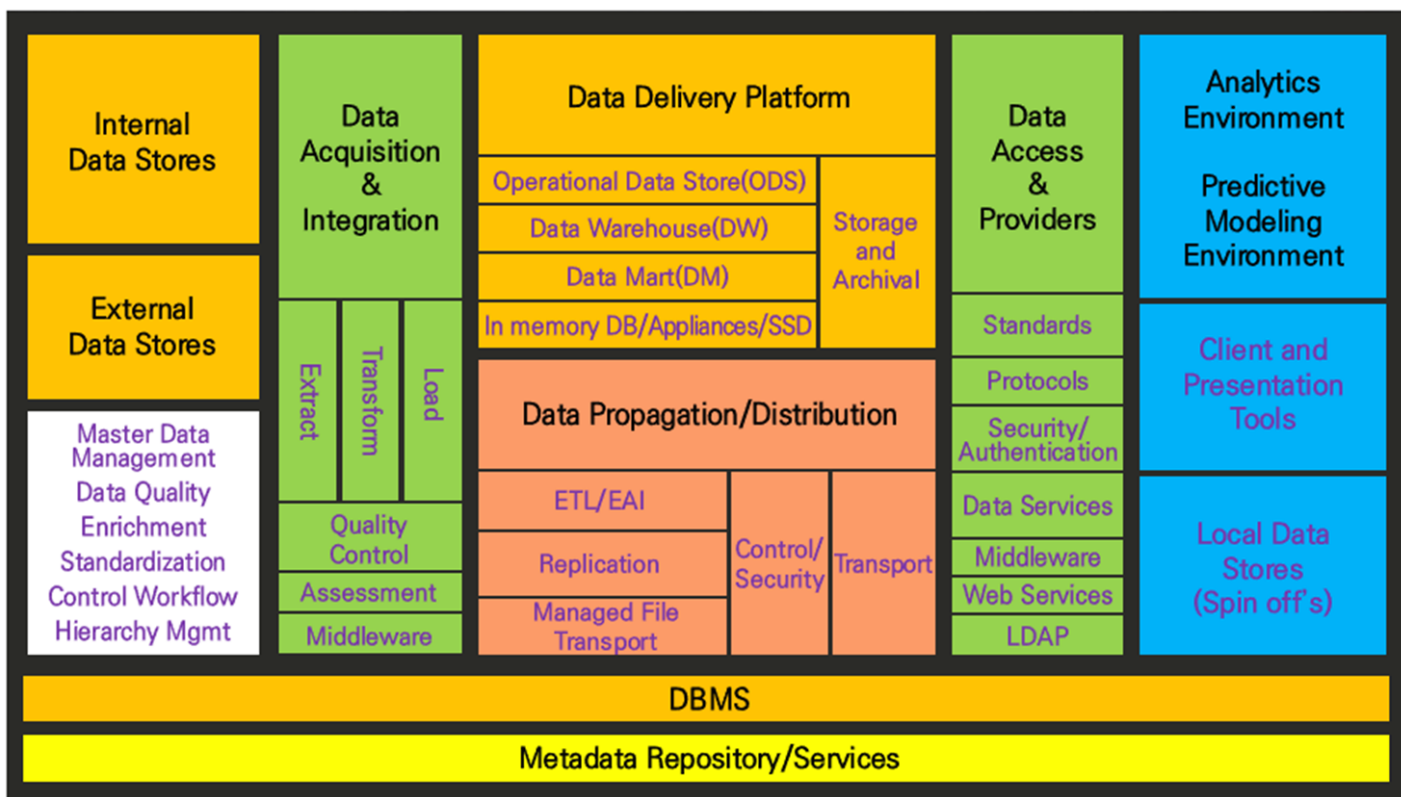 Internal
Data Stores
External
Data Stores
Master Data
Management
Data Quality
Enrichment
Standardization
Control Workflow
Hierarchy Mgmt
Data
Acquisition
&
Integration
Extract
Transform
Load
Quality
Control
Assessment
Middleware
Data Delivery Platform
Operational Data Store(ODS)
Data Warehouse(DW)
Data Mart(DM)
In memory DB/Appliances/SSD
Storage
and
Archival
Data Propagation/Distribution
ETL/EAI
Replication
Managed File
Transport
Control/
Security
Transport
Data
Access
&
Providers
Standards
Protocols
Security/
Authentication
Data Services
Middleware
Web Services
LDAP
Analytics
Environment
Predictive
Modeling
Environment
Client and
Presentation
Tools
Local Data
Stores
(Spin off's)
DBMS
Metadata Repository/Services